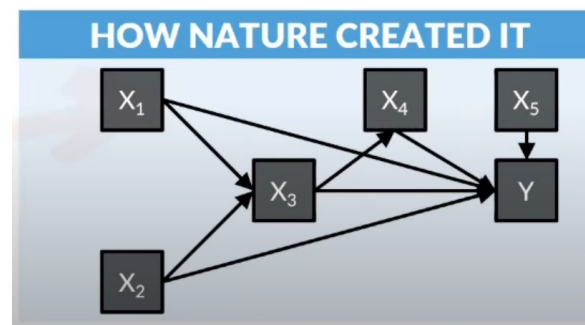 HOW NATURE CREATED IT
X₁
X₄
X₅
X₃
Y
X₂